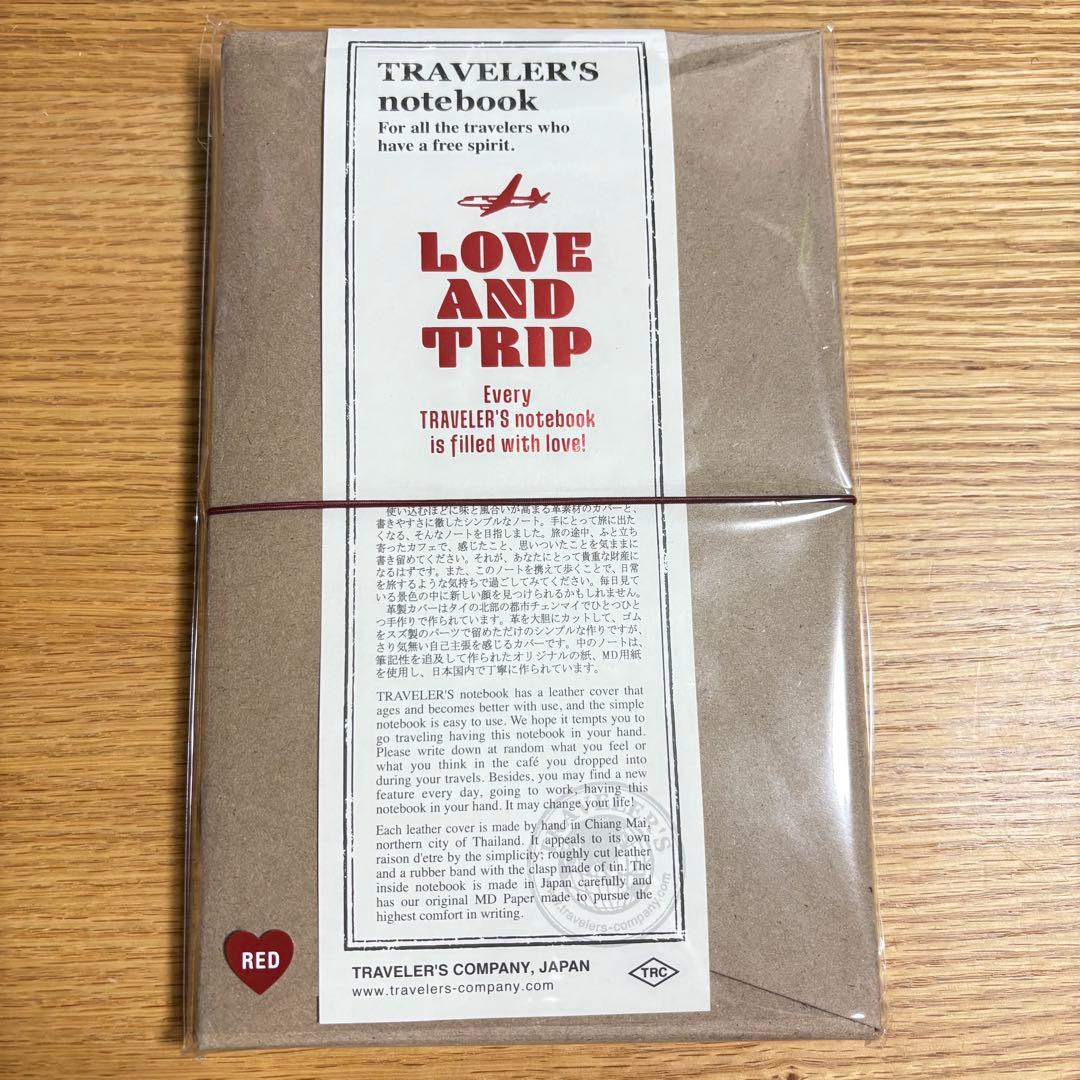 TRAVELER'S
notebook
For all the travelers who
have a free spirit.
LOVE
AND
TRIP
Every
TRAVELER'S notebook
is filled with love!
使い込むほどに味と風合いが高まる革素材のカバーと、
書きやすさに徹したシンプルなノート。手にとって旅に出た
くなる、そんなノートを目指しました。旅の途中、ふと立ち
寄ったカフェで、感じたこと、思いついたことを気ままに
書き留めてください。それが、あなたにとって貴重な財産に
なるはずです。また、このノートを携えて歩くことで、日常
を旅するような気持ちで過ごしてみてください。毎日見て
いる景色の中に新しい顔を見つけられるかもしれません。
革製カバーはタイの北部の都市チェンマイでひとつひと
つ手作りで作られています。革を大胆にカットして、ゴム
をスズ製のパーツで留めただけのシンプルな作りですが、
さり気無い自己主張を感じるカバーです。中のノートは、
筆記性を追及して作られたオリジナルの紙、MD用紙
を使用し、日本国内で丁寧に作られています。
TRAVELER'S notebook has a leather cover that
ages and becomes better with use, and the simple
notebook is easy to use. We hope it tempts you to
go traveling having this notebook in your hand.
Please write down at random what you feel or
what you think in the café you dropped into
during your travels. Besides, you may find a new
feature every day, going to work, having this
notebook in your hand. It may change your life!
Each leather cover is made by hand in Chiang Mai,
northern city of Thailand. It appeals to its own
raison d'etre by the simplicity; roughly cut leather
and a rubber band with the clasp made of tin. The
inside notebook is made in Japan carefully and
has our original MD Paper made to pursue the
highest comfort in writing.
TRAVELER'S
travelers-company.com
RED
TRAVELER'S COMPANY, JAPAN
www.travelers-company.com
TRC